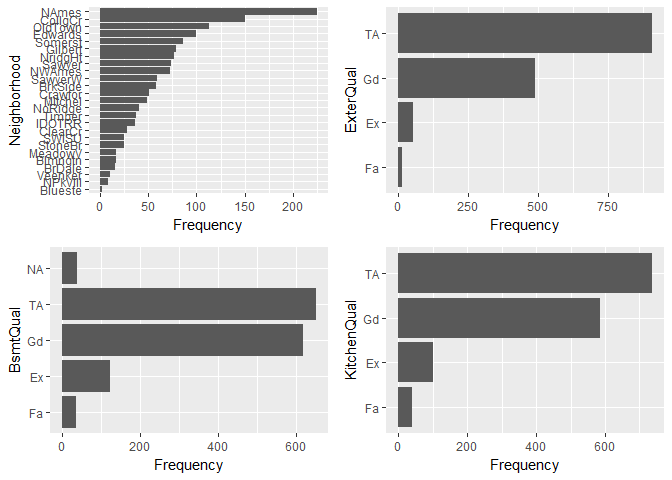 Neighborhood
NAmes
CollgCr
OldTown
Edwards
Somerst
Gilbert
NridgHt
Sawyer
NWAmes
SawyerW
BrkSide
Crawfor
Mitchel
NoRidge
Timber
IDOTRR
ClearCr
SWISU
StoneBr
MeadowV
Blmngtn
BrDale
Veenker
NPkVill
Blueste
0 50 100 150 200
Frequency
ExterQual
TA
Gd
Ex
Fa
0 250 500 750
Frequency
BsmtQual
NA
TA
Gd
Ex
Fa
0 200 400 600
Frequency
KitchenQual
TA
Gd
Ex
Fa
0 200 400 600
Frequency